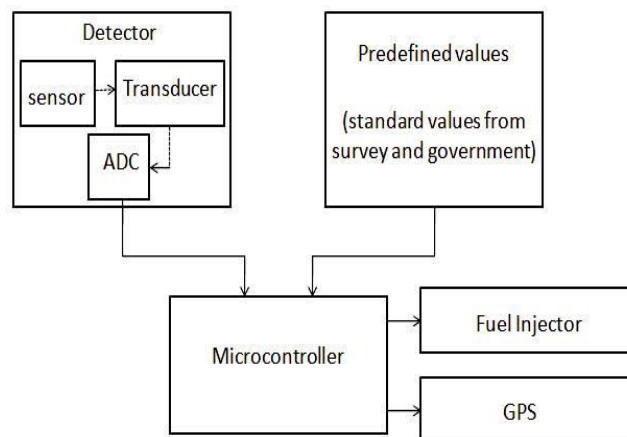 Detector
sensor
Transducer
ADC
Predefined values
(standard values from
survey and government)
Microcontroller
Fuel Injector
GPS